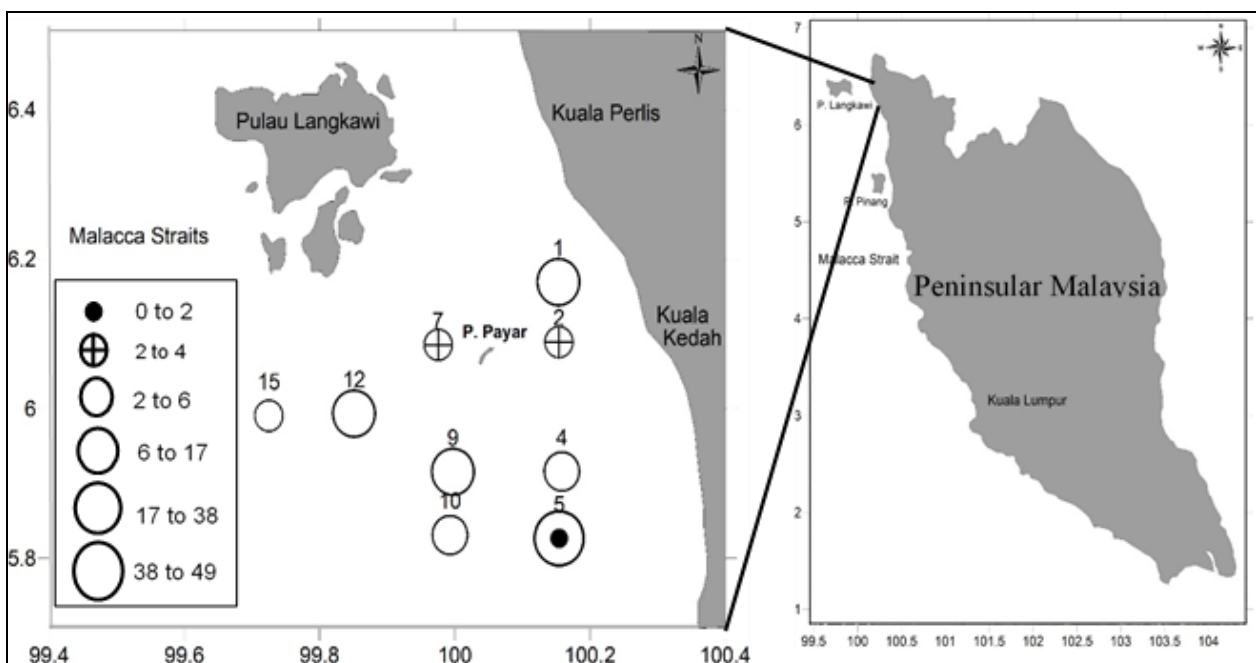 N
6.4
Pulau Langkawi
Kuala Perlis
6.2
Malacca Straits
1
Kuala
Kedah
7
P. Payar
2
15
12
6
9
4
10
5
5.8
0 to 2
2 to 4
2 to 6
6 to 17
17 to 38
38 to 49
99.4
99.6
99.8
100
100.2
100.4
7
P. Langkawi
6
P. Pinang
5
Malacca Strait
Peninsular Malaysia
4
3
Kuala Lumpur
2
1
99.5
100
100.5
101
101.5
102
102.5
103
103.5
104